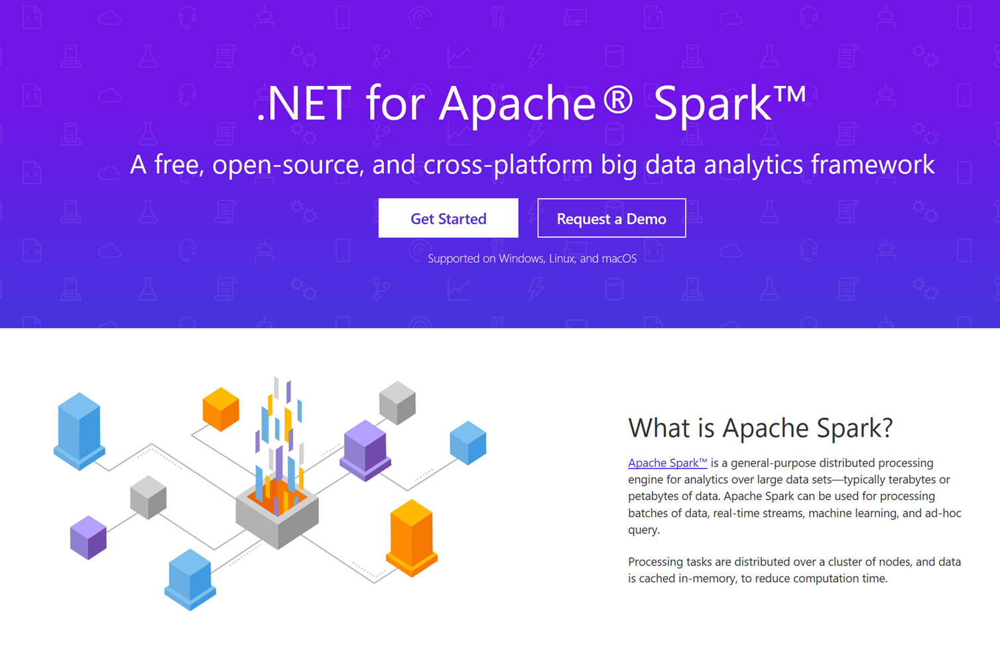 .NET for Apache® Spark™
A free, open-source, and cross-platform big data analytics framework
Get Started
Request a Demo
Supported on Windows, Linux, and macOS
What is Apache Spark?
Apache Spark™ is a general-purpose distributed processing
engine for analytics over large data sets—typically terabytes or
petabytes of data. Apache Spark can be used for processing
batches of data, real-time streams, machine learning, and ad-hoc
query.
Processing tasks are distributed over a cluster of nodes, and data
is cached in-memory, to reduce computation time.